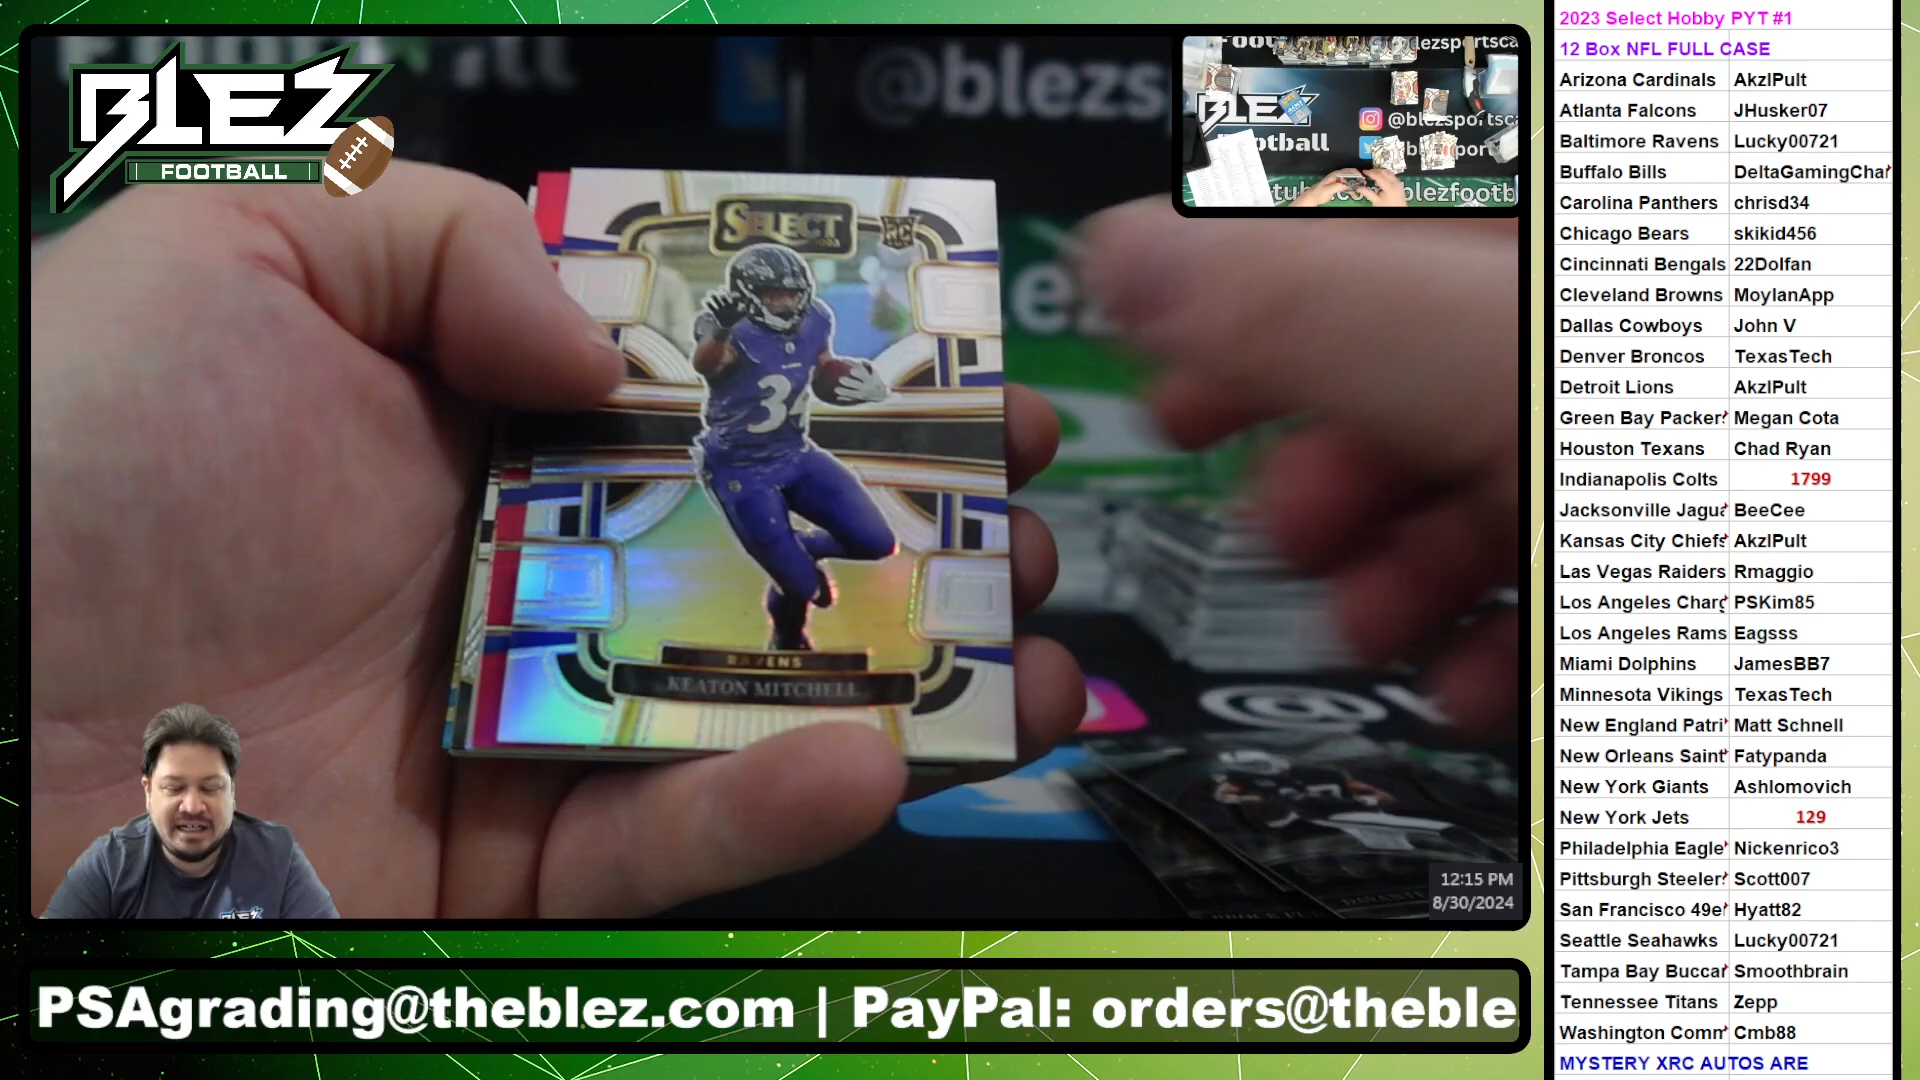 BLEZ
FOOTBALL
@blezs
SELECT
RC
34
RAVENS
KEATON MITCHELL
12:15 PM
8/30/2024
PSAgrading@theblez.com | PayPal: orders@theble
2023 Select Hobby PYT #1
12 Box NFL FULL CASE
Arizona Cardinals AkzlPult
Atlanta Falcons JHusker07
Baltimore Ravens Lucky00721
Buffalo Bills DeltaGamingChar
Carolina Panthers chrisd34
Chicago Bears skikid456
Cincinnati Bengals 22Dolfan
Cleveland Browns MoylanApp
Dallas Cowboys John V
Denver Broncos TexasTech
Detroit Lions AkzlPult
Green Bay Packer Megan Cota
Houston Texans Chad Ryan
Indianapolis Colts 1799
Jacksonville Jagu BeeCee
Kansas City Chiefs AkzlPult
Las Vegas Raiders Rmaggio
Los Angeles Charg PSKim85
Los Angeles Rams Eagsss
Miami Dolphins JamesBB7
Minnesota Vikings TexasTech
New England Patri Matt Schnell
New Orleans Saint Fatypanda
New York Giants Ashlomovich
New York Jets 129
Philadelphia Eagle Nickenrico3
Pittsburgh Steeler Scott007
San Francisco 49e Hyatt82
Seattle Seahawks Lucky00721
Tampa Bay Buccar Smoothbrain
Tennessee Titans Zepp
Washington Comm Cmb88
MYSTERY XRC AUTOS ARE